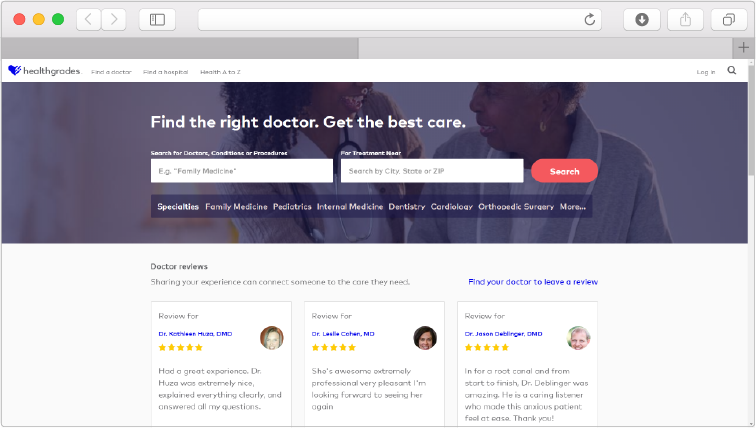 healthgrades
Find a doctor Find a hospital Health A to Z Log in
Find the right doctor. Get the best care.
Search for Doctors, Conditions or Procedures For Treatment Near
E.g. "Family Medicine" Search by City, State or ZIP Search
Specialties Family Medicine Pediatrics Internal Medicine Dentistry Cardiology Orthopedic Surgery More...
Doctor reviews
Sharing your experience can connect someone to the care they need. Find your doctor to leave a review
Review for
Dr. Kathleen Huza, DMD
Had a great experience. Dr.
Huza was extremely nice,
explained everything clearly, and
answered all my questions.
Review for
Dr. Leslie Cohen, MD
She's awesome extremely
professional very pleasant I'm
looking forward to seeing her
again
Review for
Dr. Jason Deblinger, DMD
In for a root canal and from
start to finish, Dr. Deblinger was
amazing. He is a caring listener
who made this anxious patient
feel at ease. Thank you!